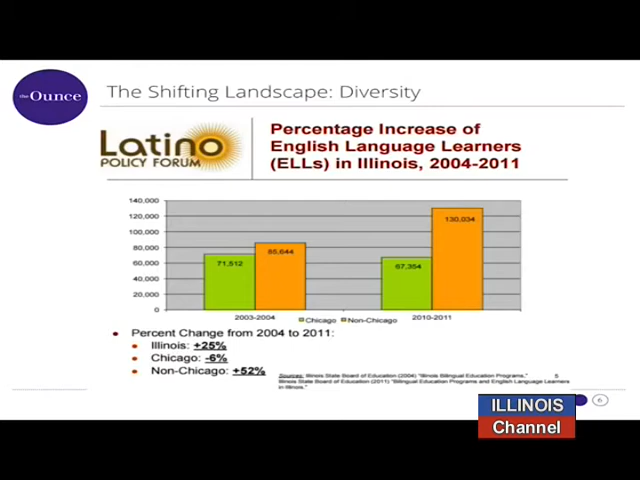 the Ounce
The Shifting Landscape: Diversity
Latino
POLICY FORUM
Percentage Increase of
English Language Learners
(ELLs) in Illinois, 2004-2011
140,000
120,000
100,000
80,000
60,000
40,000
20,000
0
71,512
85,644
67,354
130,034
2003-2004
2010-2011
Chicago
Non-Chicago
• Percent Change from 2004 to 2011:
• Illinois: +25%
• Chicago: -6%
• Non-Chicago: +52%
Sources: Illinois State Board of Education (2004) "Illinois Bilingual Education Programs."
Illinois State Board of Education (2011) "Bilingual Education Programs and English Language Learners
in Illinois."
5
6
ILLINOIS
Channel